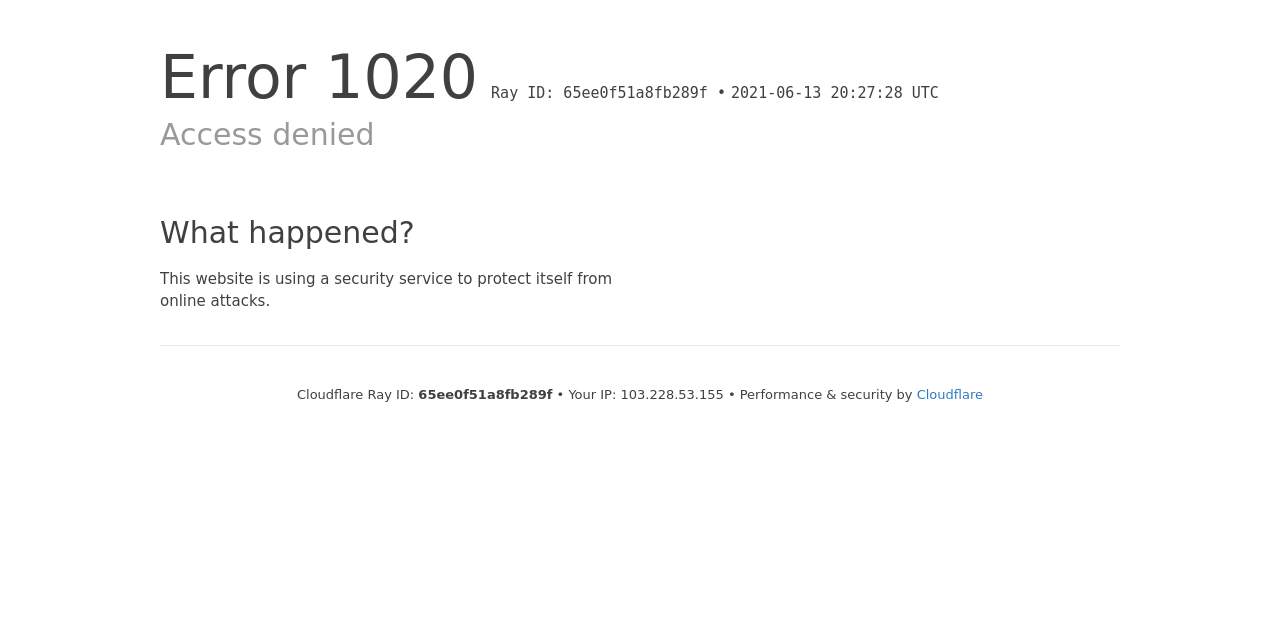 Error 1020 Ray ID: 65ee0f51a8fb289f • 2021-06-13 20:27:28 UTC
Access denied
What happened?
This website is using a security service to protect itself from
online attacks.
Cloudflare Ray ID: 65ee0f51a8fb289f • Your IP: 103.228.53.155 • Performance & security by Cloudflare